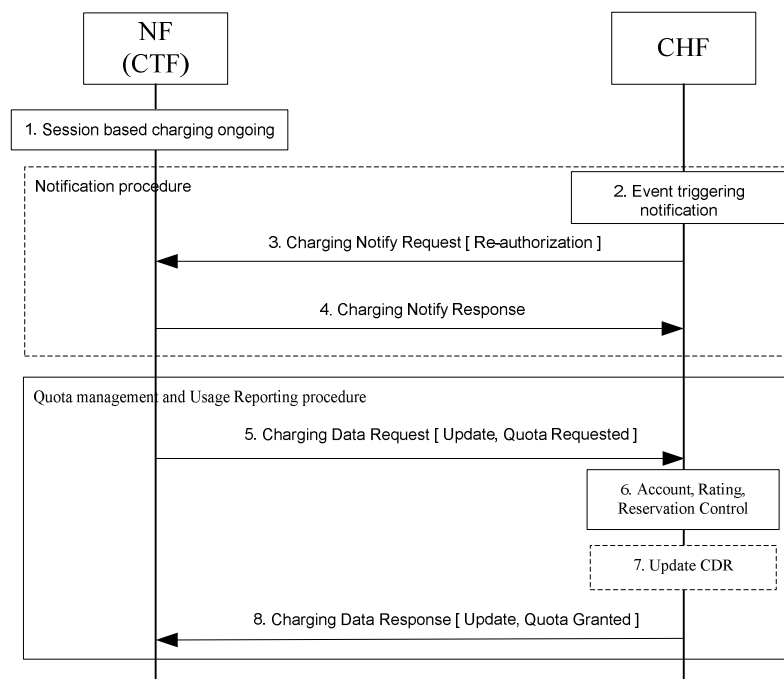 NF
(CTF)
CHF
1. Session based charging ongoing
Notification procedure
2. Event triggering
notification
3. Charging Notify Request [ Re-authorization ]
4. Charging Notify Response
Quota management and Usage Reporting procedure
5. Charging Data Request [ Update, Quota Requested ]
6. Account, Rating,
Reservation Control
7. Update CDR
8. Charging Data Response [ Update, Quota Granted ]